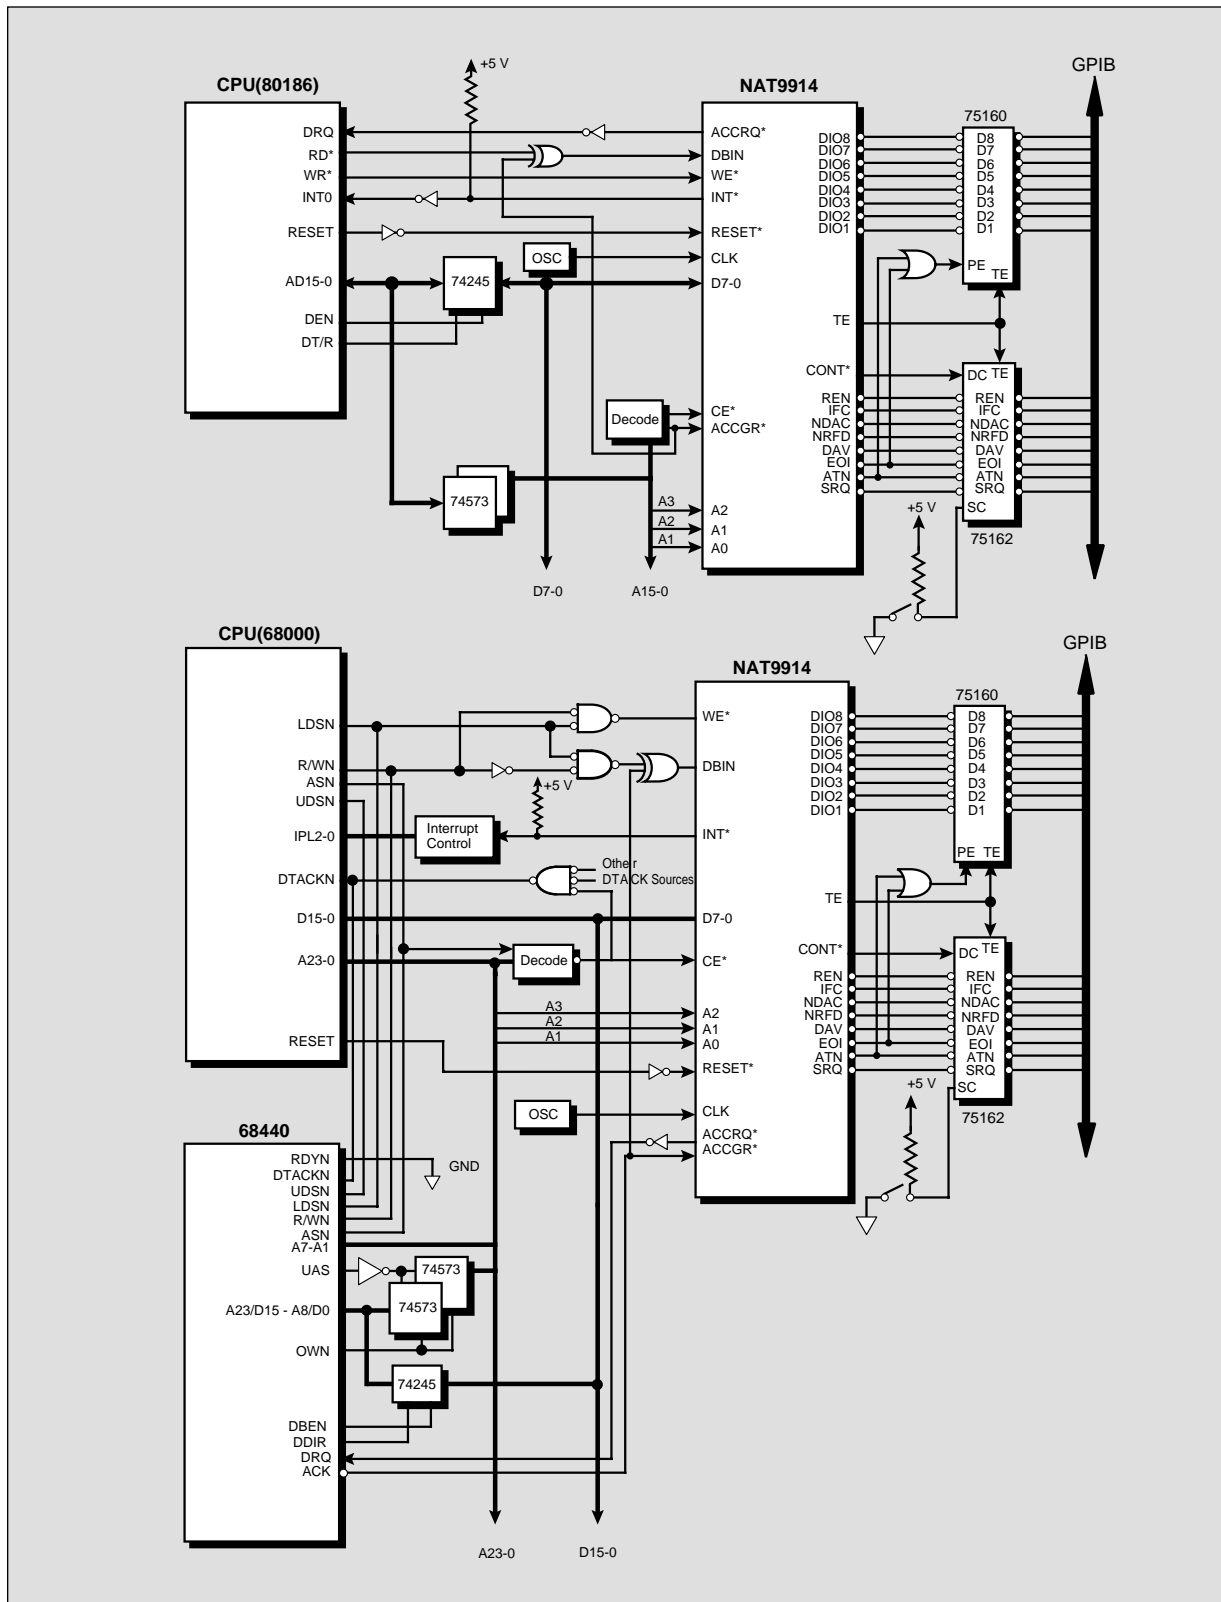 +5 V
GPIB
CPU(80186)
NAT9914
75160
DRQ
RD*
WR*
INT0
RESET
AD15-0
DEN
DT/R
74245
OSC
74573
Decode
ACCRQ*
DBIN
WE*
INT*
RESET*
CLK
D7-0
CE*
ACCGR*
A3
A2
A1
A2
A1
A0
DIO8
DIO7
DIO6
DIO5
DIO4
DIO3
DIO2
DIO1
TE
CONT*
REN
IFC
NDAC
NRFD
DAV
EOI
ATN
SRQ
D8
D7
D6
D5
D4
D3
D2
D1
PE
TE
DC TE
REN
IFC
NDAC
NRFD
DAV
EOI
ATN
SRQ
SC
75162
+5 V
D7-0
A15-0
CPU(68000)
NAT9914
GPIB
75160
LDSN
R/WN
ASN
UDSN
IPL2-0
DTACKN
D15-0
A23-0
RESET
+5 V
Interrupt
Control
Other
DTACK Sources
Decode
A3
A2
A1
OSC
WE*
DBIN
INT*
D7-0
CE*
A2
A1
A0
RESET*
CLK
ACCRQ*
ACCGR*
DIO8
DIO7
DIO6
DIO5
DIO4
DIO3
DIO2
DIO1
TE
CONT*
REN
IFC
NDAC
NRFD
DAV
EOI
ATN
SRQ
D8
D7
D6
D5
D4
D3
D2
D1
PE TE
DC TE
REN
IFC
NDAC
NRFD
DAV
EOI
ATN
SRQ
SC
75162
+5 V
68440
RDYN
DTACKN
UDSN
LDSN
R/WN
ASN
A7-A1
UAS
A23/D15 - A8/D0
OWN
DBEN
DDIR
DRQ
ACK
GND
74573
74573
74245
A23-0
D15-0